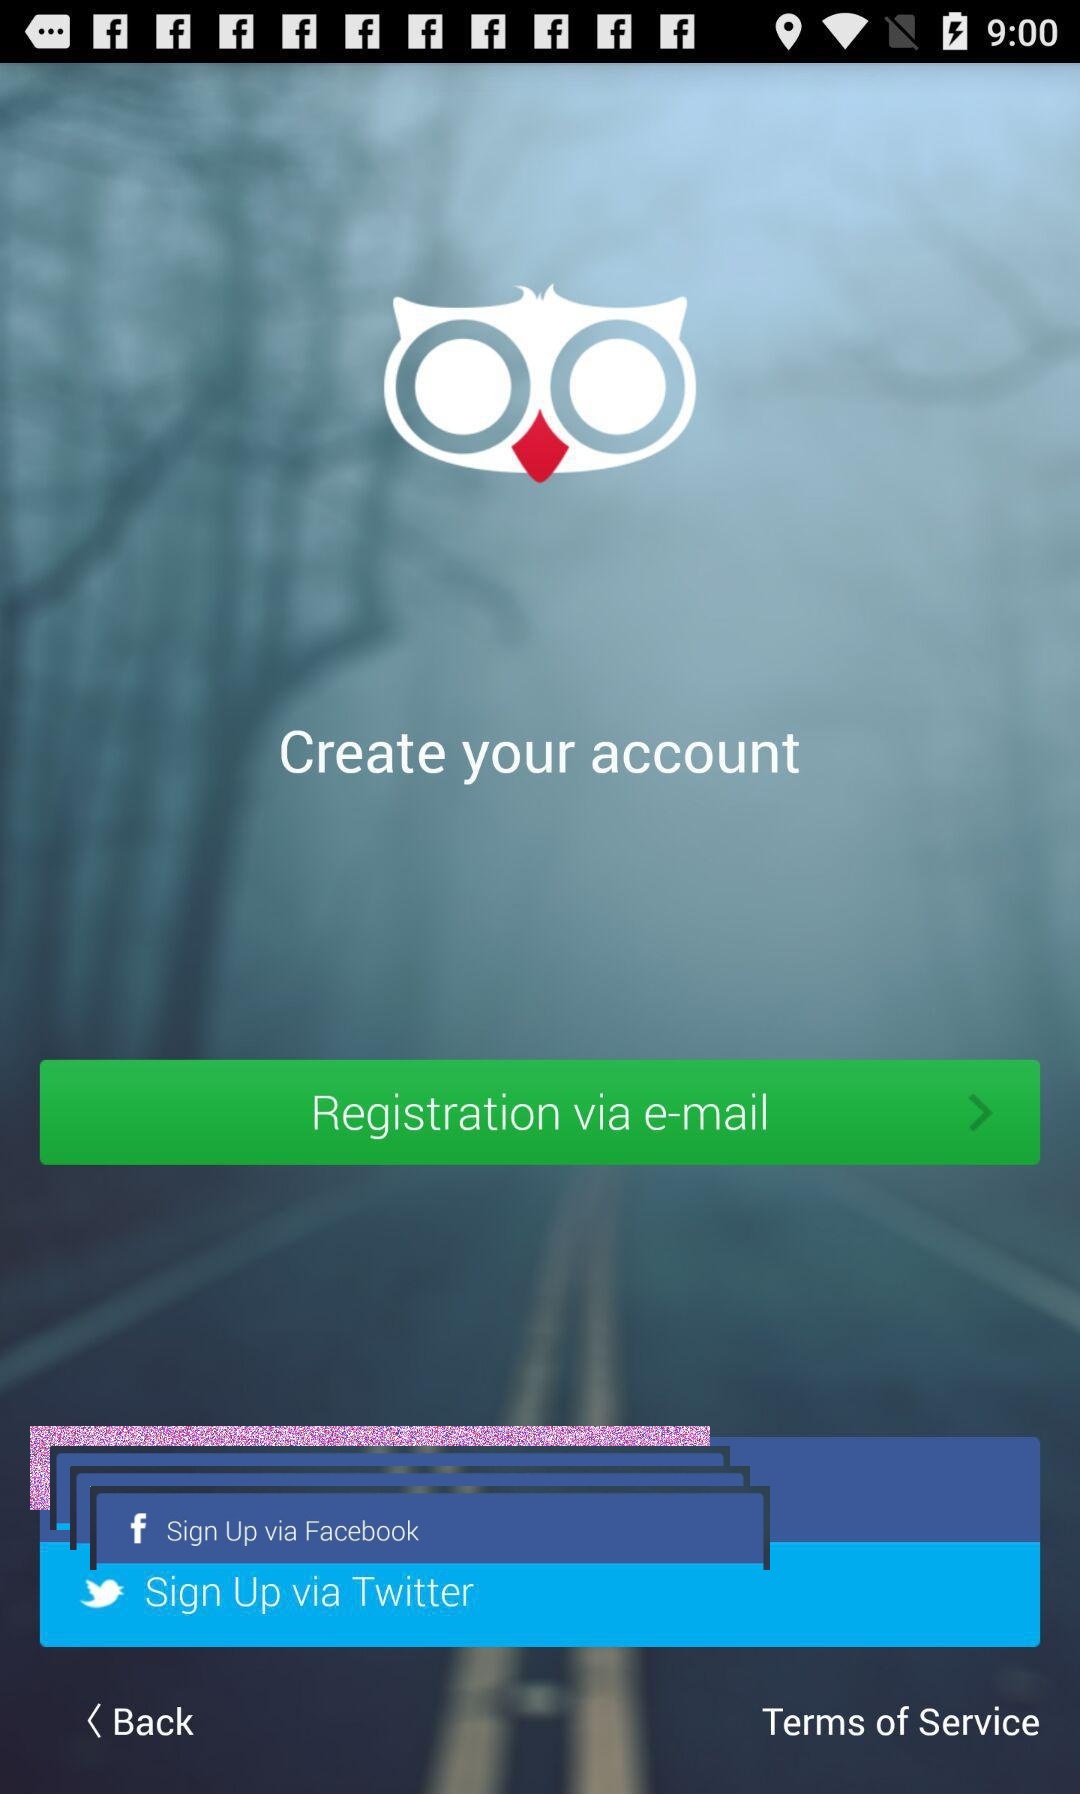 9:00
Create your account
Registration via e-mail
Sign Up via Facebook
Sign Up via Twitter
Back
Terms of Service